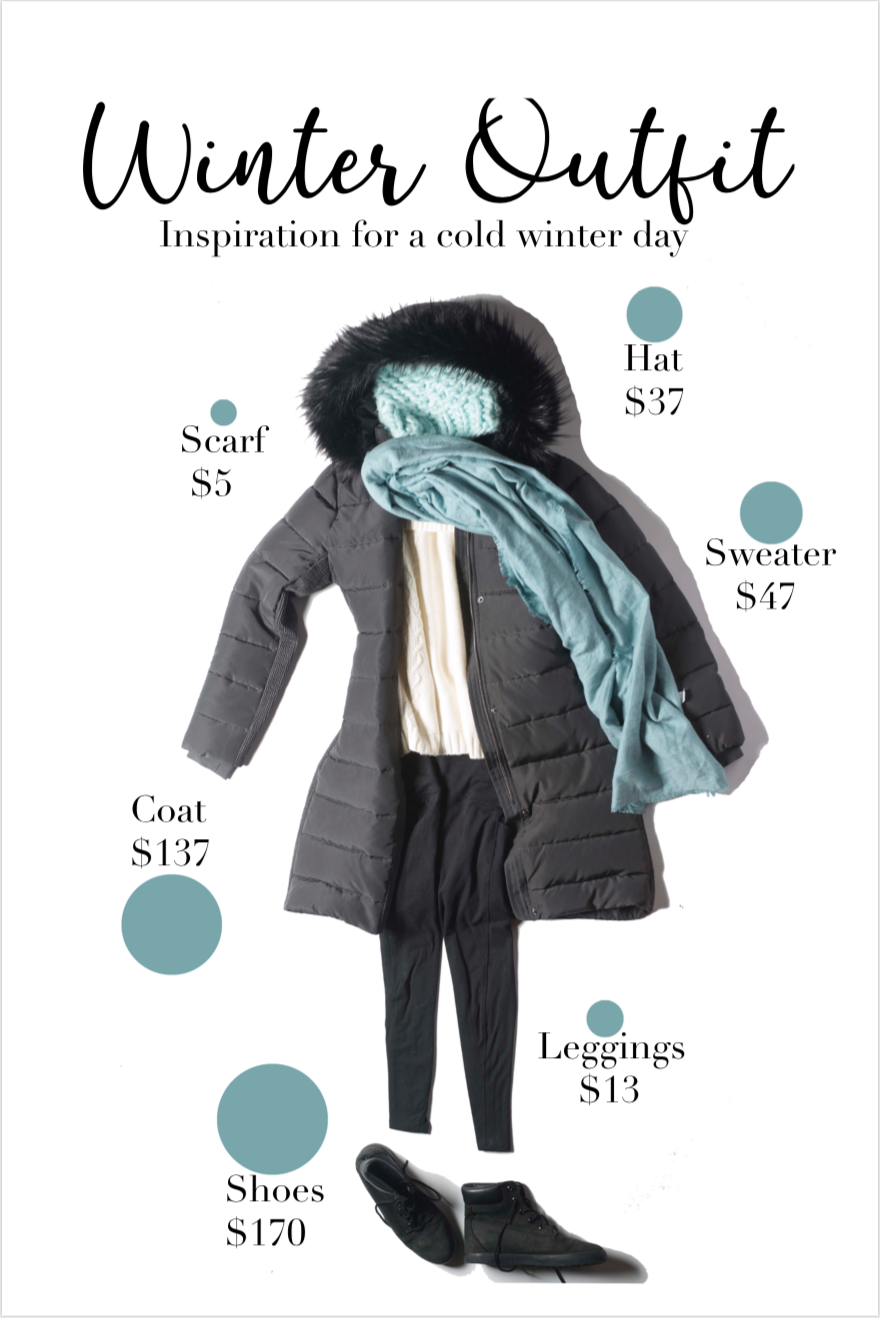 Winter Outfit
Inspiration for a cold winter day
Hat
$37
Scarf
$5
Sweater
$47
Coat
$137
Leggings
$13
Shoes
$170